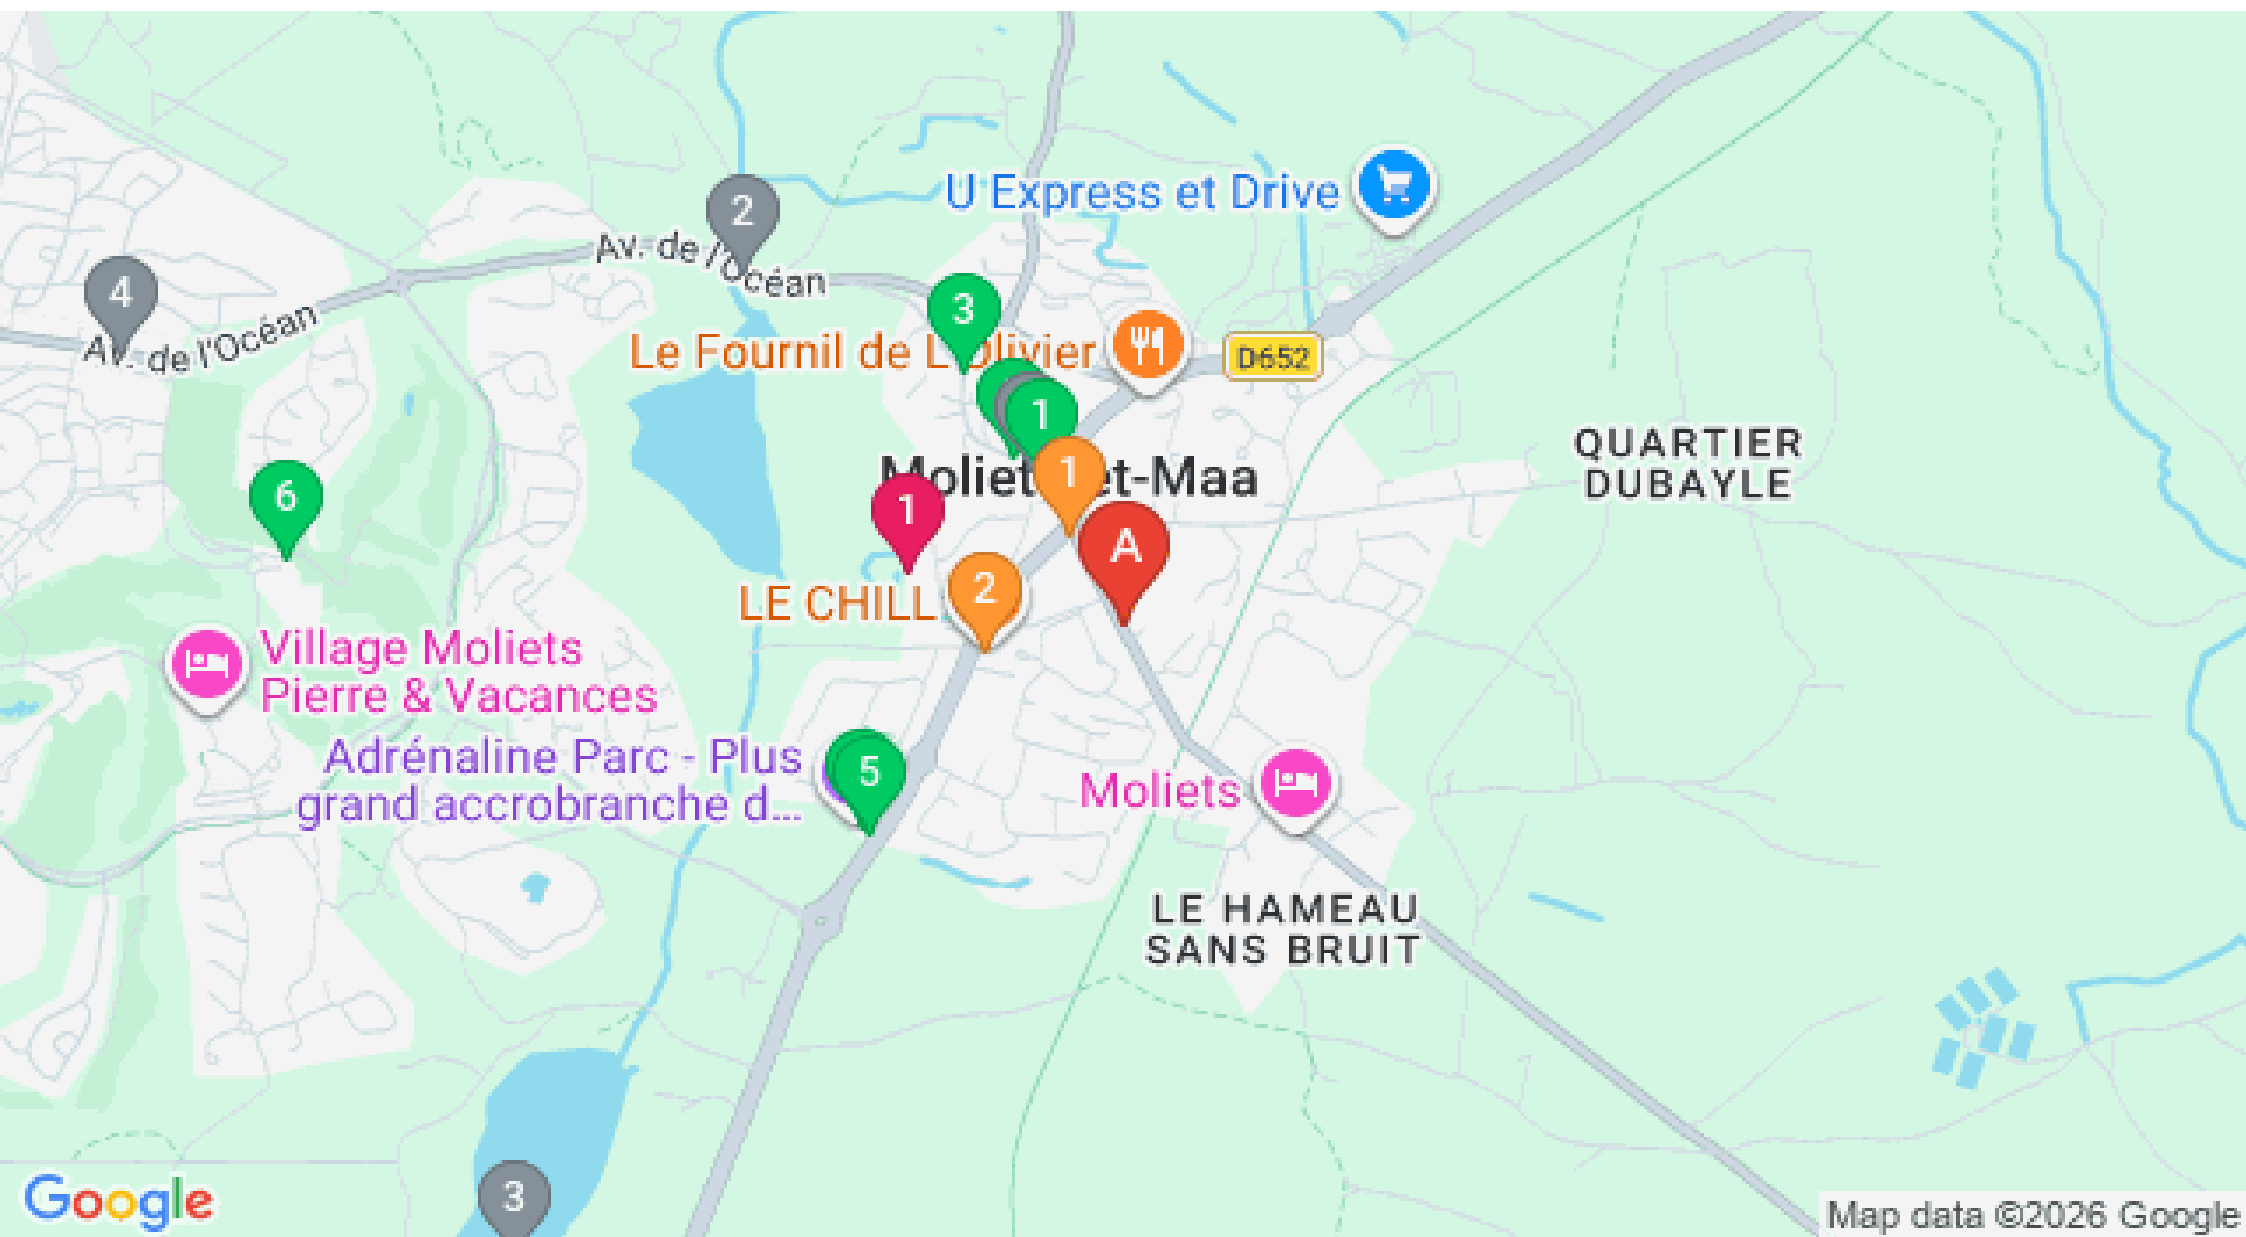 U Express et Drive
2
Av. de l'Océan
4
Av. de l'Océan
3
Le Fournil de L'Olivier
D652
1
QUARTIER
DUBAYLE
1
6
1
A
2
LE CHILL
Village Moliets
Pierre & Vacances
Adrénaline Parc - Plus
grand accrobranche d...
5
Moliets
LE HAMEAU
SANS BRUIT
3
Google
Map data ©2026 Google